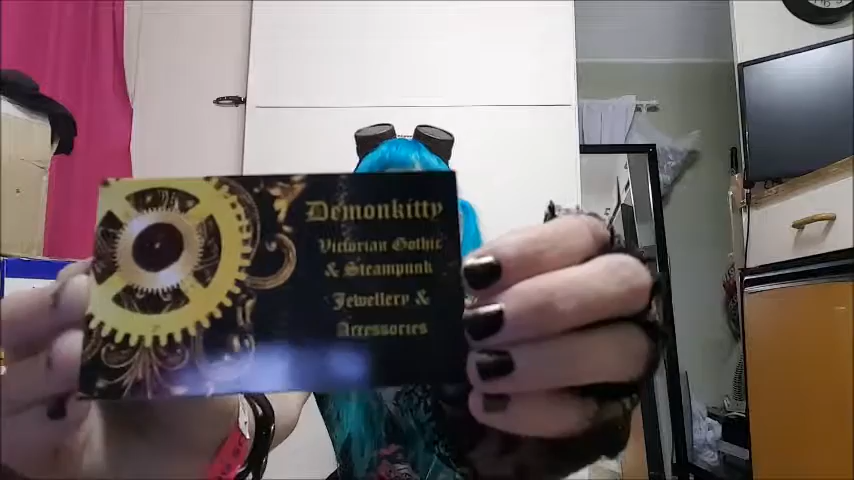 Demonkitty
Victorian Gothic
& Steampunk
Jewellery &
Accessories